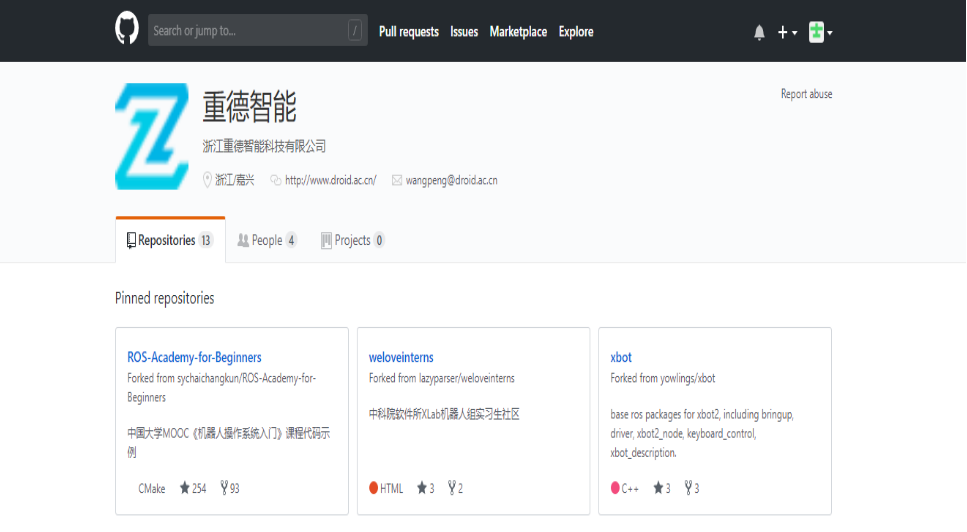 Search or jump to... / Pull requests Issues Marketplace Explore
重德智能
Report abuse
浙江重德智能科技有限公司
浙江/嘉兴 http://www.droid.ac.cn/ wangpeng@droid.ac.cn
Repositories 13 People 4 Projects 0
Pinned repositories
ROS-Academy-for-Beginners
Forked from sychaichangkun/ROS-Academy-for-
Beginners
中国大学MOOC《机器人操作系统入门》课程代码示
例
CMake 254 93
weloveinterns
Forked from lazyparser/weloveinterns
中科院软件所XLab机器人组实习生社区
HTML 3 2
xbot
Forked from yowlings/xbot
base ros packages for xbot2, including bringup,
driver, xbot2_node, keyboard_control,
xbot_description.
C++ 3 3